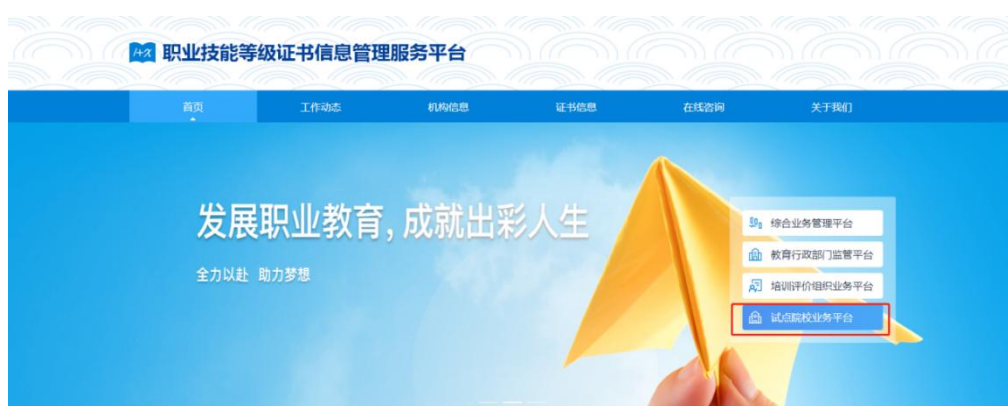 1+X 职业技能等级证书信息管理服务平台
首页 工作动态 机构信息 证书信息 在线咨询 关于我们
发展职业教育，成就出彩人生
全力以赴 助力梦想
综合业务管理平台
教育行政部门监管平台
培训评价组织业务平台
试点院校业务平台